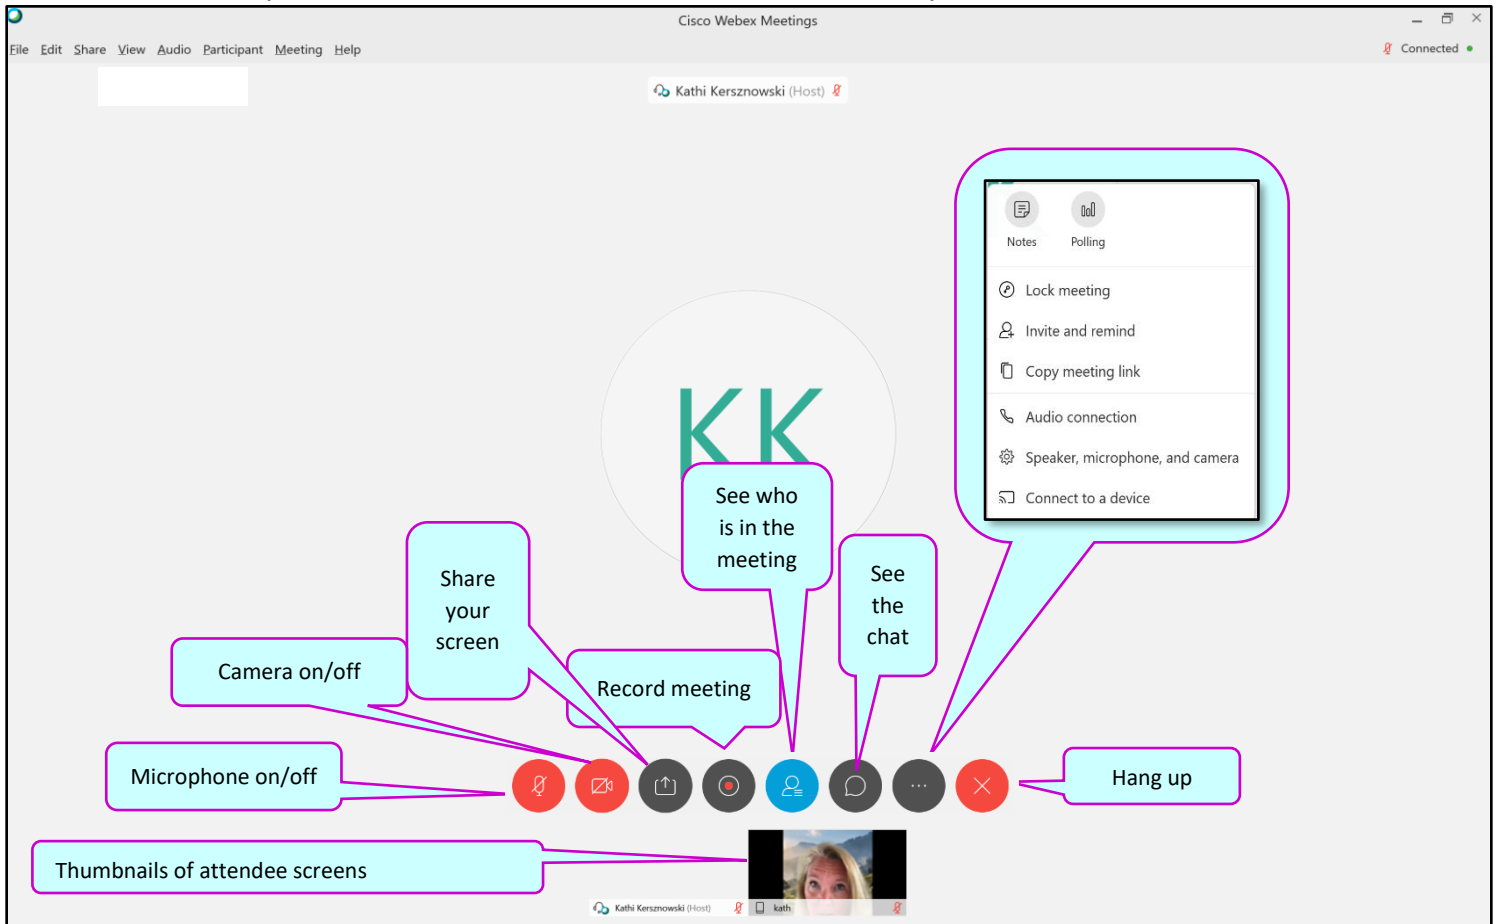 Cisco Webex Meetings
File Edit Share View Audio Participant Meeting Help
Connected
Kathi Kersznowski (Host)
Notes Polling
Lock meeting
Invite and remind
Copy meeting link
Audio connection
Speaker, microphone, and camera
Connect to a device
KK
See who
is in the
meeting
See
the
chat
Share
your
screen
Camera on/off
Record meeting
Microphone on/off
Hang up
Thumbnails of attendee screens
Kathi Kersznowski (Host) kath